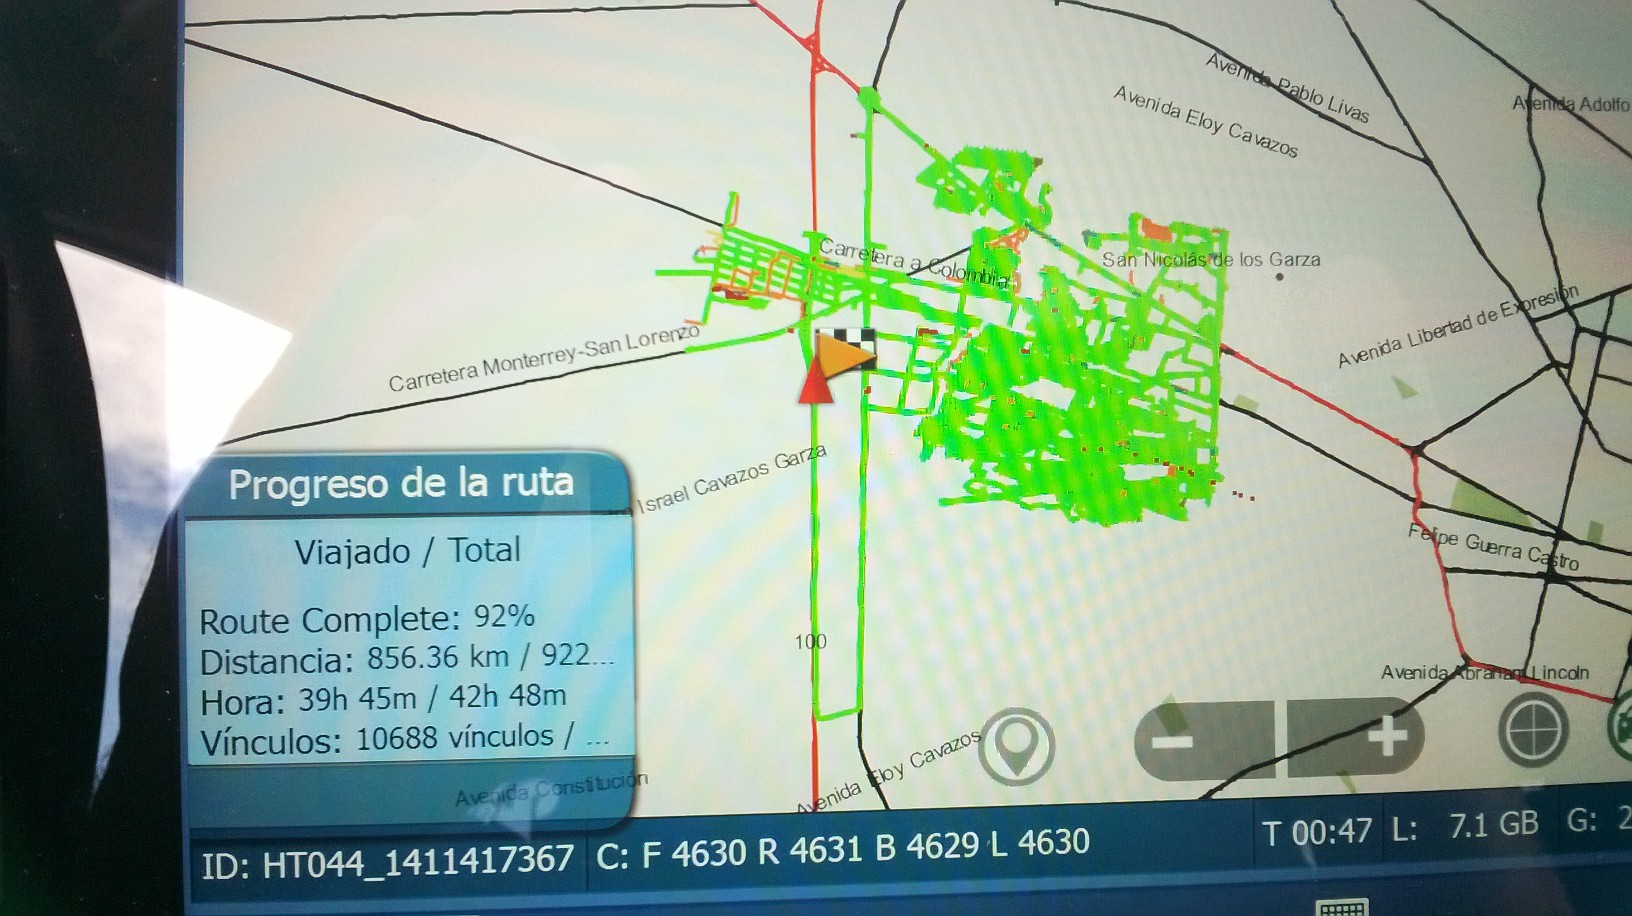 Avenida Pablo Livas
Avenida Eloy Cavazos
Avenida Adolfo
Carretera a Colombia
San Nicolás de los Garza
Avenida Libertad de Expresión
Carretera Monterrey-San Lorenzo
Israel Cavazos Garza
Felipe Guerra Castro
100
Avenida Abraham Lincoln
Avenida Eloy Cavazos
Progreso de la ruta
Viajado / Total
Route Complete: 92%
Distancia: 856.36 km / 922...
Hora: 39h 45m / 42h 48m
Vínculos: 10688 vínculos / ...
Avenida Constitución
ID: HT044_1411417367 C: F 4630 R 4631 B 4629 L 4630 T 00:47 L: 7.1 GB G: 2